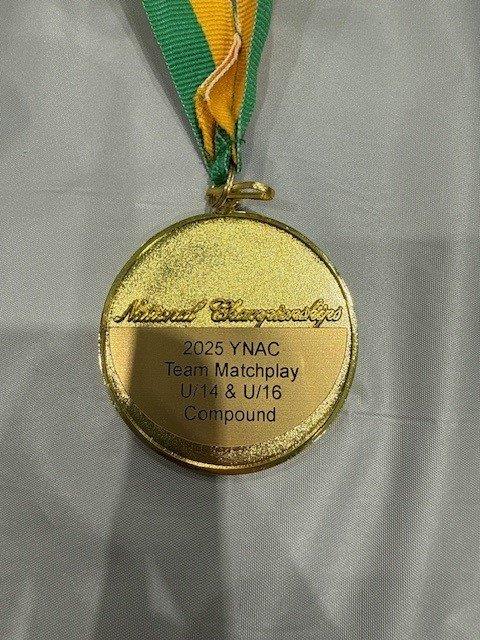 National Championships
2025 YNAC
Team Matchplay
U/14 & U/16
Compound